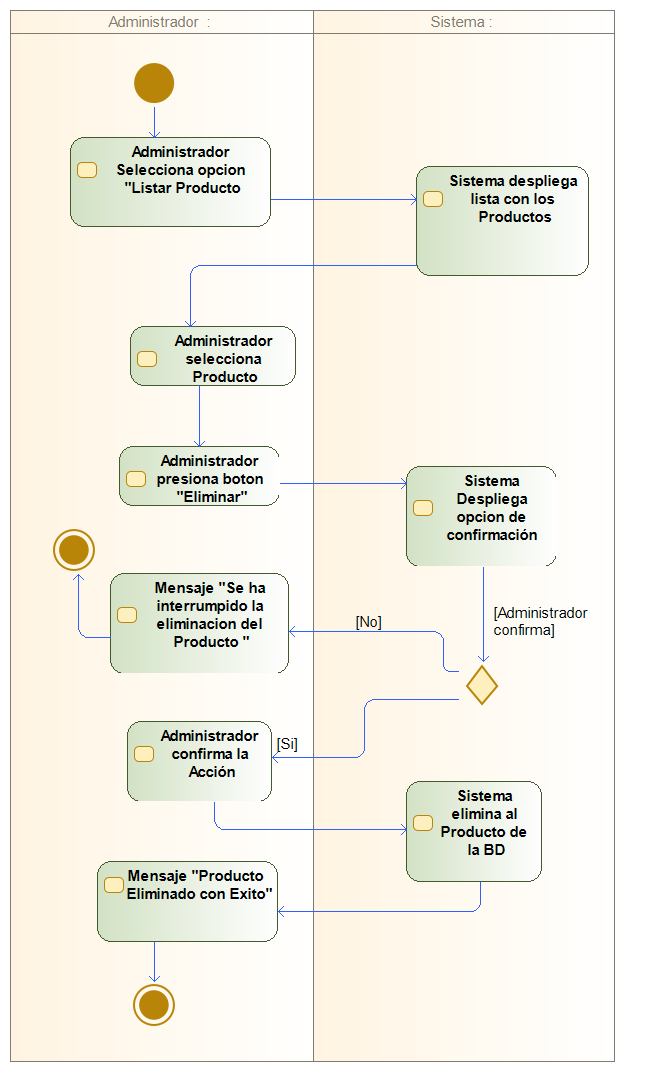 Administrador :
Sistema :
Administrador
Selecciona opcion
"Listar Producto
Sistema despliega
lista con los
Productos
Administrador
selecciona
Producto
Administrador
presiona boton
"Eliminar"
Sistema
Despliega
opcion de
confirmación
Mensaje "Se ha
interrumpido la
eliminacion del
Producto "
[No]
[Administrador
confirma]
Administrador
confirma la
Acción
[Si]
Sistema
elimina al
Producto de
la BD
Mensaje "Producto
Eliminado con Exito"